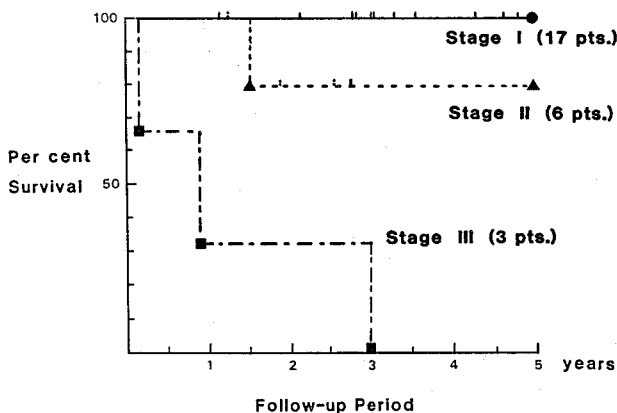 100
Stage I (17 pts.)
Stage II (6 pts.)
Per cent
Survival
50
Stage III (3 pts.)
1 2 3 4 5 years
Follow-up Period